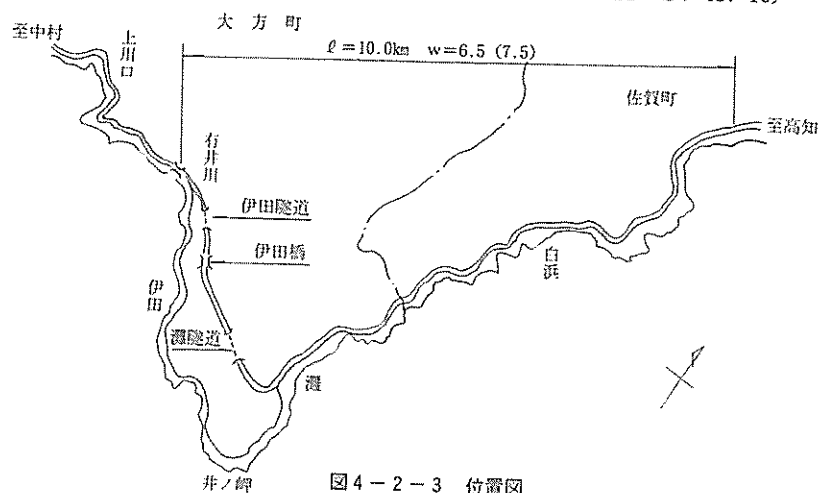 大方町
ℓ=10.0km w=6.5 (7.5)
至中村
上川口
佐賀町
至高知
有井川
伊田隧道
伊田橋
伊田
白浜
灘隧道
灘
井ノ岬
図4-2-3 位置図